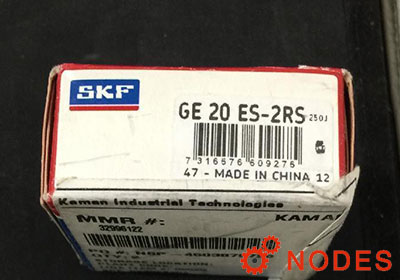 SKF
GE 20 ES-2RS 250J
7 316576 609275
47 - MADE IN CHINA 12
Kaman Industrial Technologies
MMR #:
KAMA
32996122
NODES